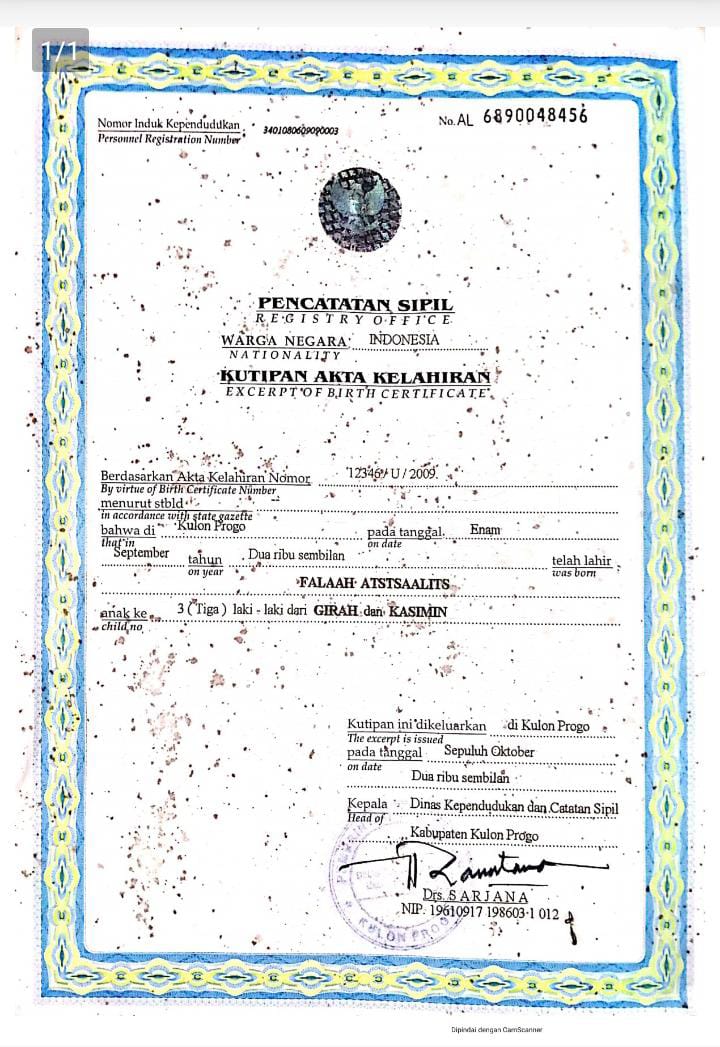 1/1
Nomor Induk Kependudukan 3401080609090003
Personnel Registration Number
No. AL 6890048456
PENCATATAN SIPIL
REGISTRY OFFICE
WARGA NEGARA INDONESIA
NATIONALITY
KUTIPAN AKTA KELAHIRAN
EXCERPT OF BIRTH CERTIFICATE
Berdasarkan Akta Kelahiran Nomor 12346 / U / 2009
By virtue of Birth Certificate Number
menurut stbld
in accordance with state gazette
bahwa di Kulon Progo pada tanggal Enam
that in on date
September tahun Dua ribu sembilan telah lahir
on year was born
FALAAH ATSTSAALITS
anak ke 3 ( Tiga ) laki - laki dari GIRAH dan KASIMIN
child no
Kutipan ini dikeluarkan di Kulon Progo
The excerpt is issued
pada tanggal Sepuluh Oktober
on date
Dua ribu sembilan
Kepala Dinas Kependudukan dan Catatan Sipil
Head of
Kabupaten Kulon Progo
Drs. SARJANA
NIP. 19610917 198603 1 012
KULON PROGO
Dipindai dengan CamScanner